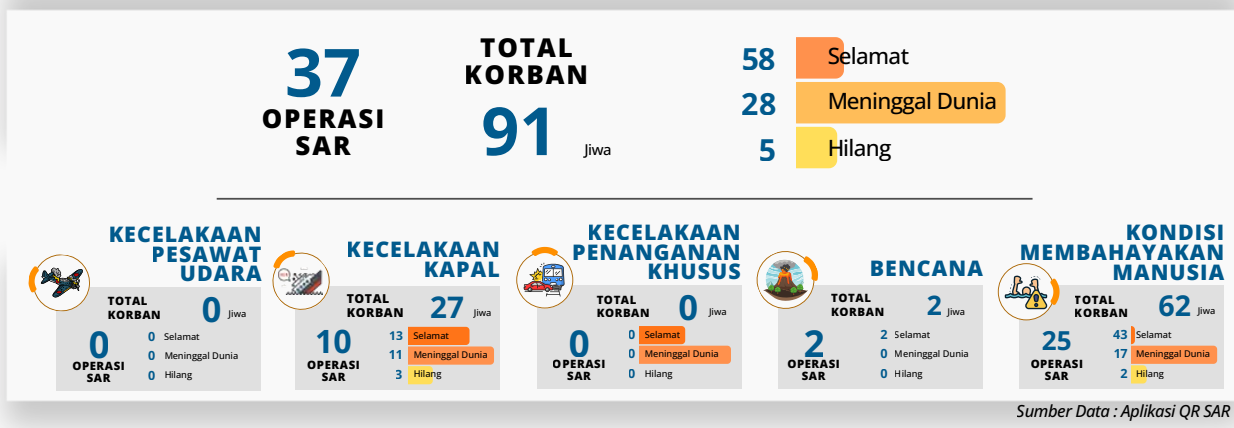 37
OPERASI
SAR
TOTAL
KORBAN
91 Jiwa
58 Selamat
28 Meninggal Dunia
5 Hilang
KECELAKAAN
PESAWAT
UDARA
TOTAL
KORBAN
0 Jiwa
0
OPERASI
SAR
0 Selamat
0 Meninggal Dunia
0 Hilang
KECELAKAAN
KAPAL
TOTAL
KORBAN
27 Jiwa
10
OPERASI
SAR
13 Selamat
11 Meninggal Dunia
3 Hilang
KECELAKAAN
PENANGANAN
KHUSUS
TOTAL
KORBAN
0 Jiwa
0
OPERASI
SAR
0 Selamat
0 Meninggal Dunia
0 Hilang
BENCANA
TOTAL
KORBAN
2 Jiwa
2
OPERASI
SAR
2 Selamat
0 Meninggal Dunia
0 Hilang
KONDISI
MEMBAHAYAKAN
MANUSIA
TOTAL
KORBAN
62 Jiwa
25
OPERASI
SAR
43 Selamat
17 Meninggal Dunia
2 Hilang
Sumber Data : Aplikasi QR SAR